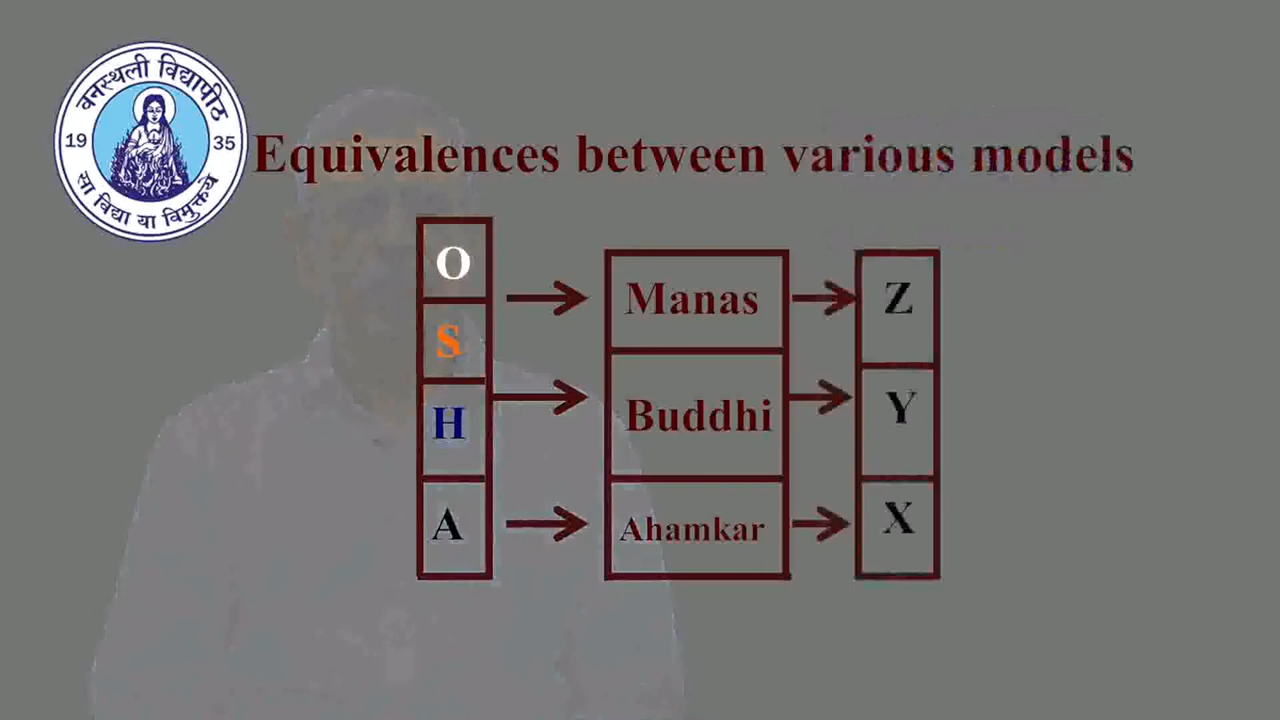 वनस्थली विद्यापीठ
19 35
सा विद्या या विमुक्तये
Equivalences between various models
O
S
H
A
Manas
Buddhi
Ahamkar
Z
Y
X